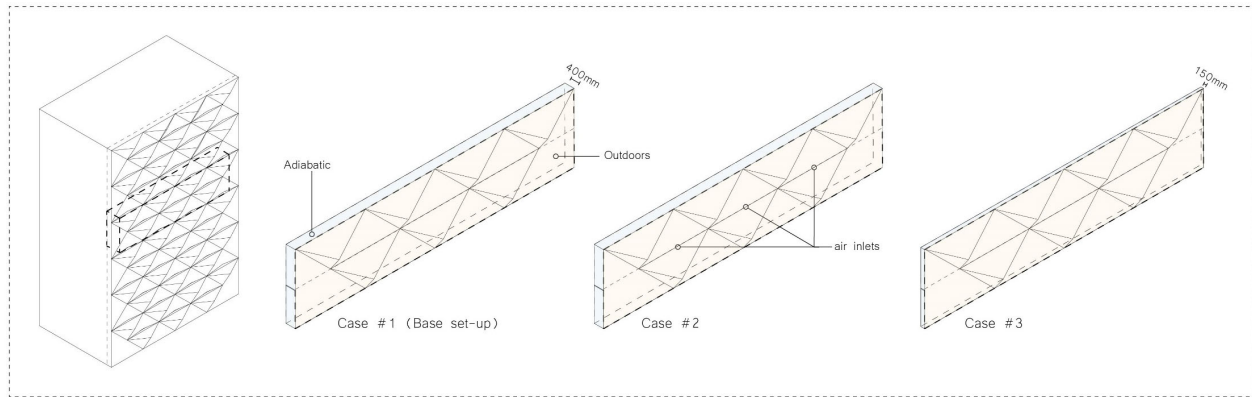 400mm
150mm
Adiabatic
Outdoors
air inlets
Case #1 (Base set-up)
Case #2
Case #3